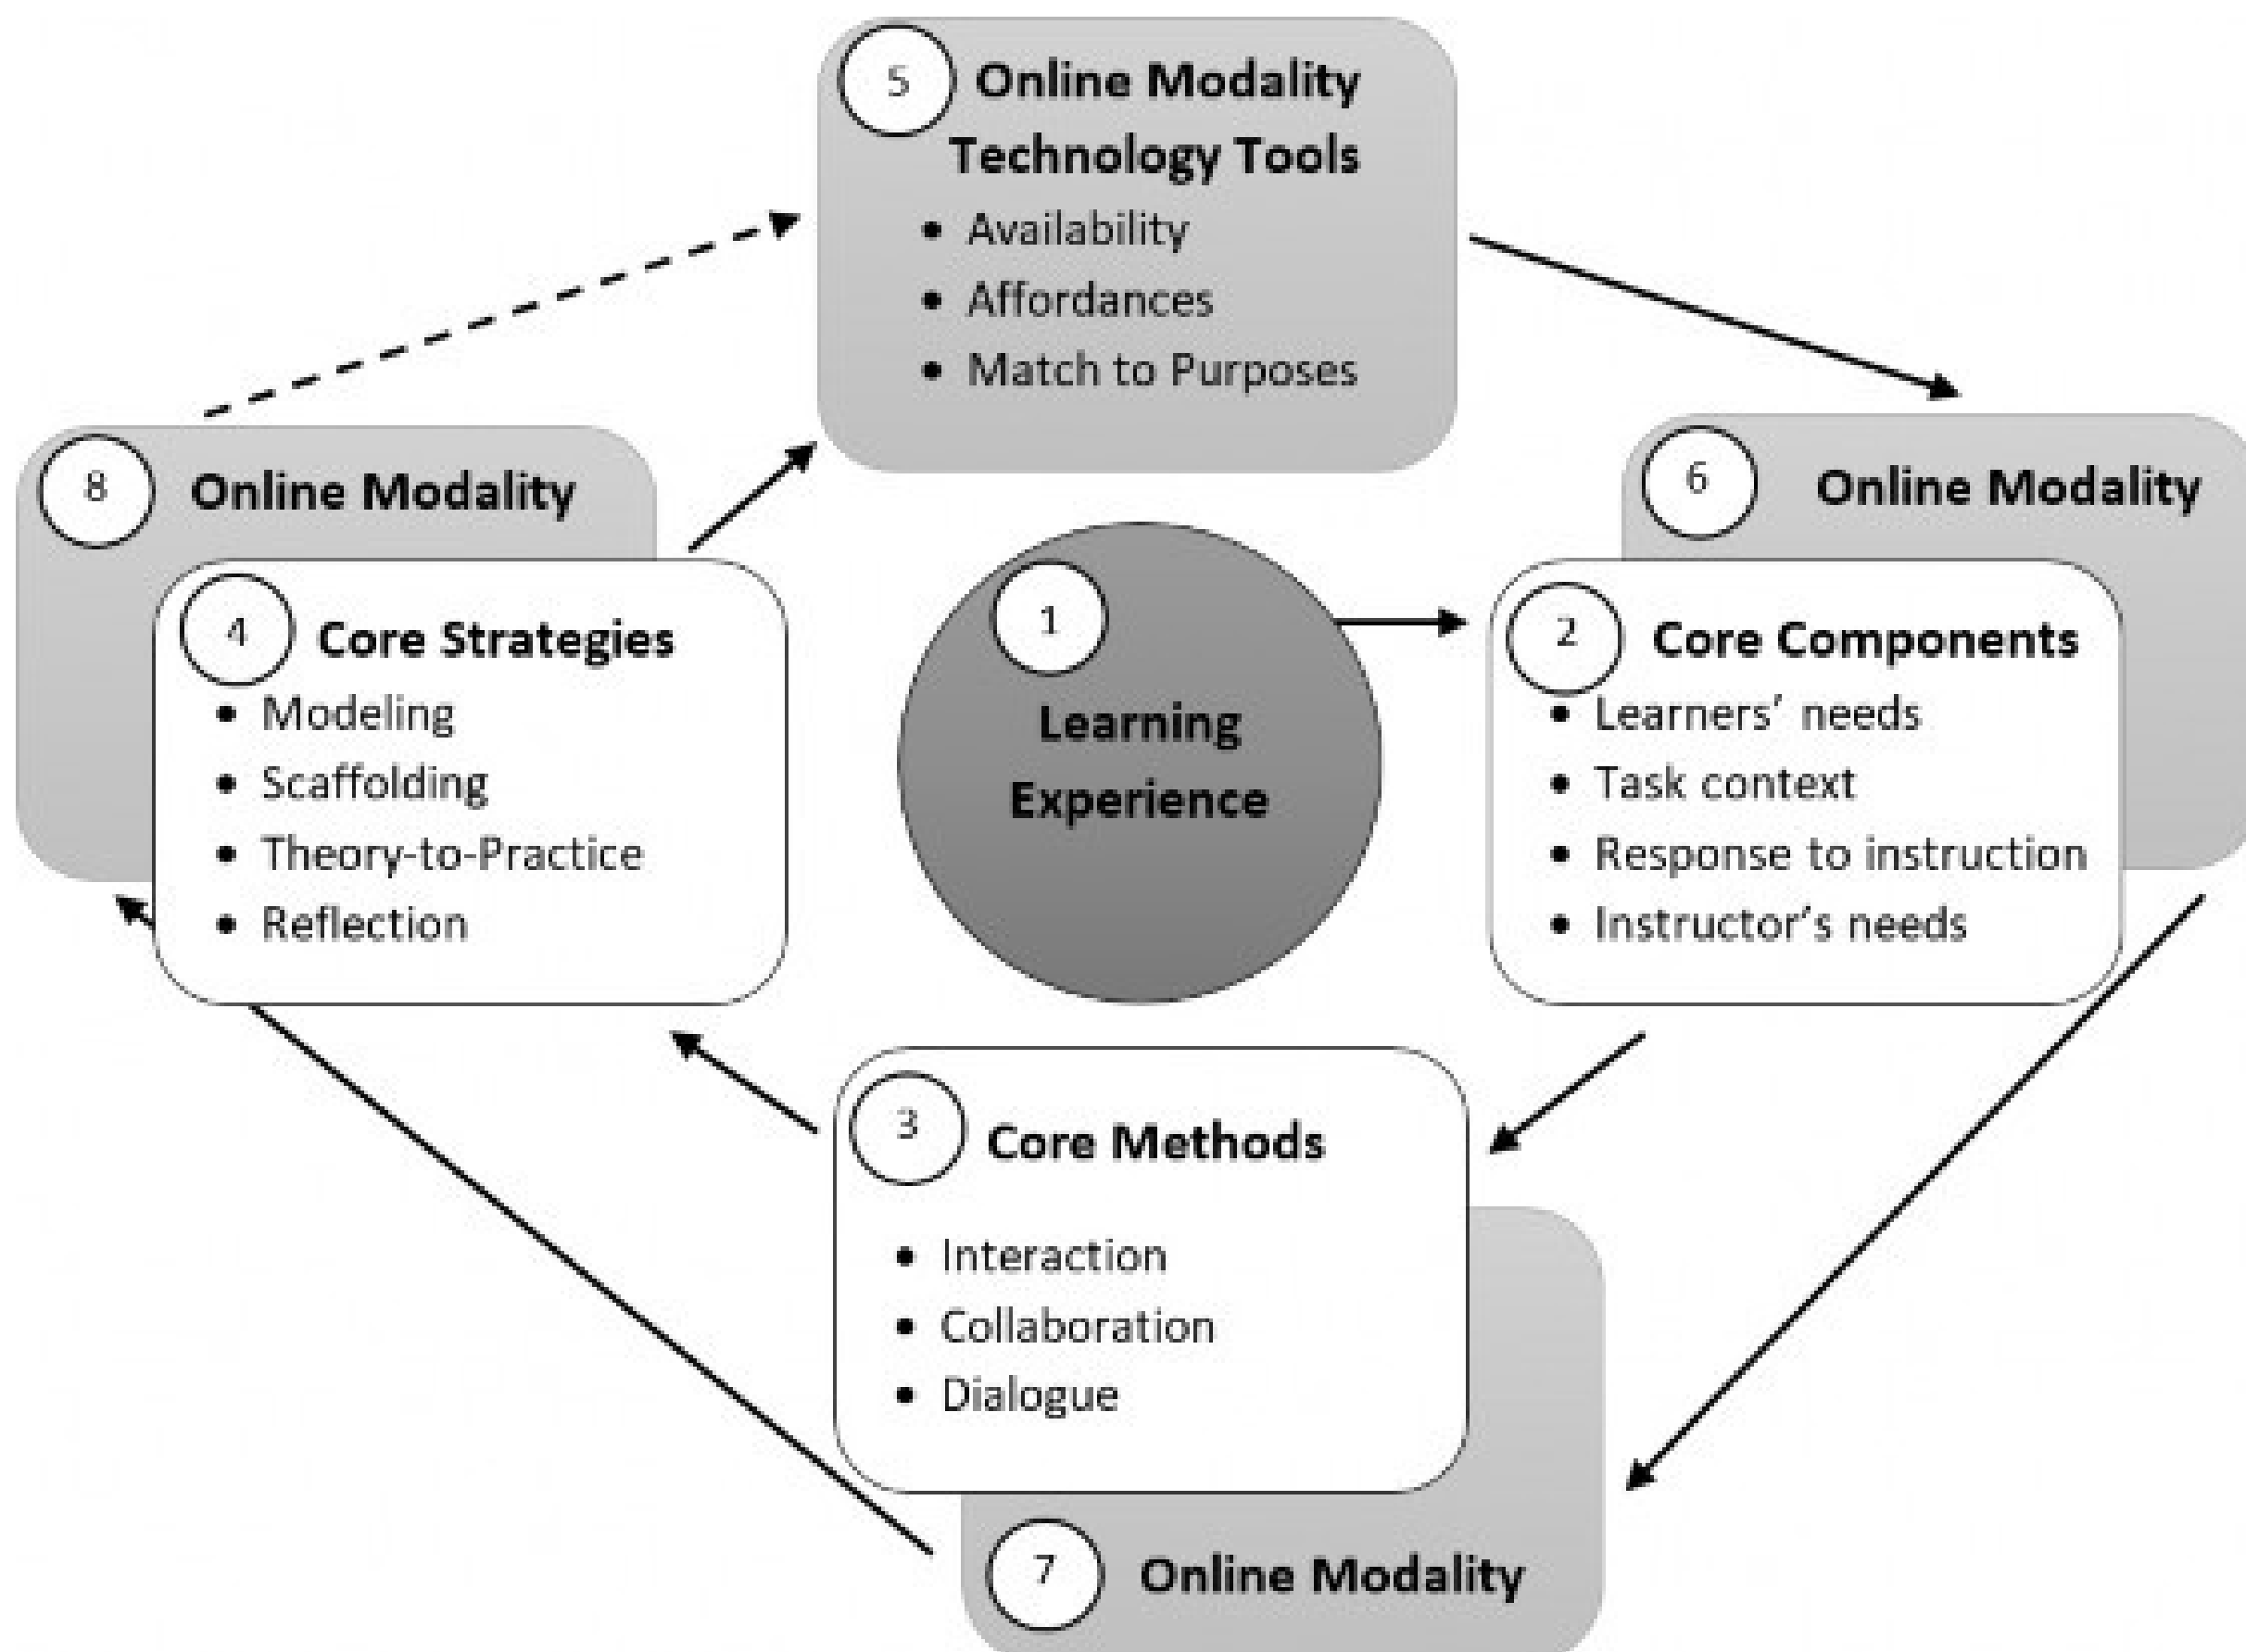 5
Online Modality
Technology Tools
• Availability
• Affordances
• Match to Purposes
8
Online Modality
6
Online Modality
4
Core Strategies
• Modeling
• Scaffolding
• Theory-to-Practice
• Reflection
1
Learning
Experience
2
Core Components
• Learners’ needs
• Task context
• Response to instruction
• Instructor’s needs
3
Core Methods
• Interaction
• Collaboration
• Dialogue
7
Online Modality